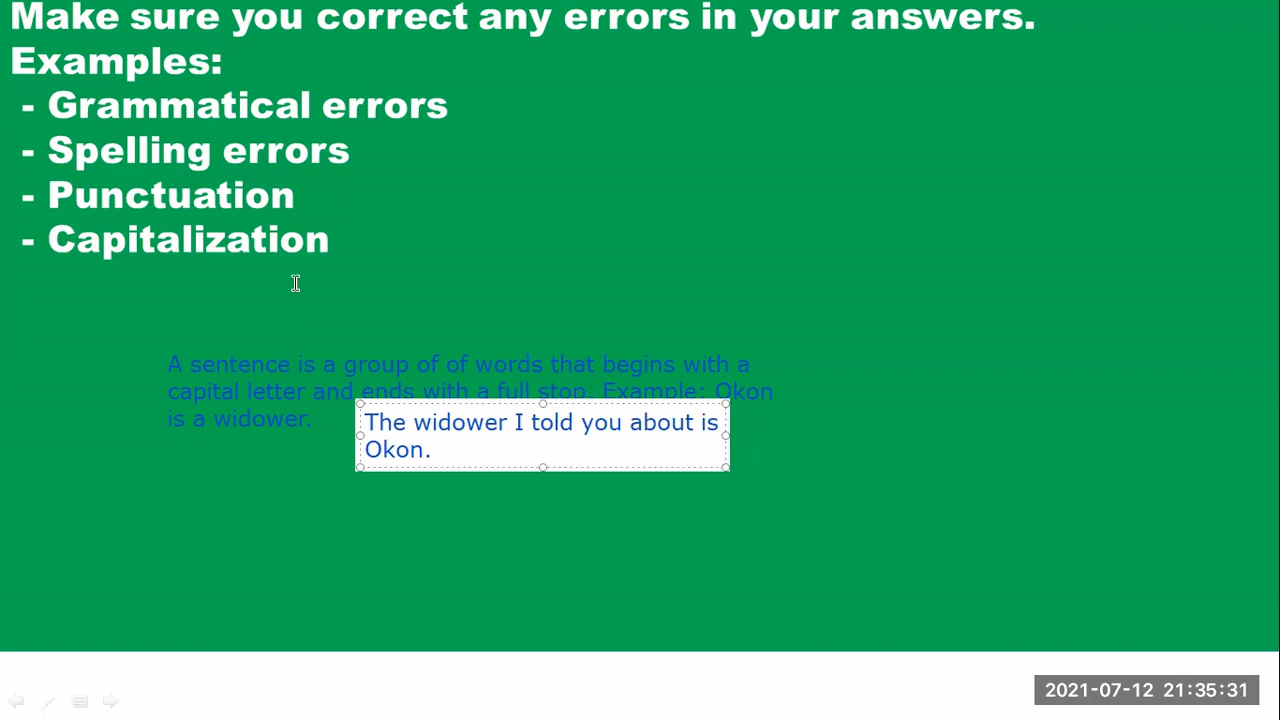 Make sure you correct any errors in your answers.
Examples:
- Grammatical errors
- Spelling errors
- Punctuation
- Capitalization
A sentence is a group of of words that begins with a
capital letter and ends with a full stop. Example: Okon
is a widower.
The widower I told you about is
Okon.
2021-07-12 21:35:31